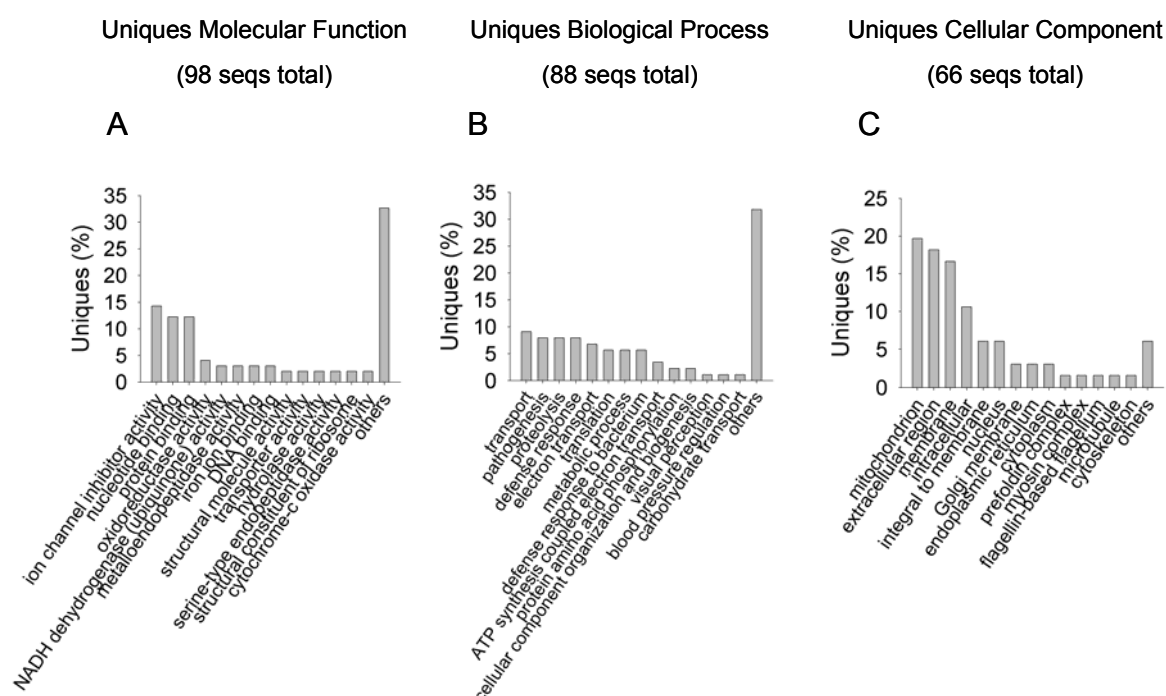 Uniques Molecular Function
(98 seqs total)
A
Uniques (%)
35
30
25
20
15
10
5
0
ion channel inhibitor activity
nucleotide binding
protein binding
oxidoreductase activity
NADH dehydrogenase (ubiquinone) activity
metalloendopeptidase activity
iron ion binding
DNA binding
structural molecule activity
transporter activity
hydrolase activity
serine-type endopeptidase activity
structural constituent of ribosome
cytochrome-c oxidase activity
others
Uniques Biological Process
(88 seqs total)
B
Uniques (%)
35
30
25
20
15
10
5
0
transport
pathogenesis
proteolysis
defense response
electron transport
translation
metabolic process
defense response to bacterium
ATP synthesis coupled electron transport
protein amino acid phosphorylation
cellular component organization and biogenesis
visual perception
blood pressure regulation
carbohydrate transport
others
Uniques Cellular Component
(66 seqs total)
C
Uniques (%)
25
20
15
10
5
0
mitochondrion
extracellular region
membrane
intracellular
integral to membrane
nucleus
Golgi membrane
endoplasmic reticulum
cytoplasm
prefoldin complex
myosin complex
flagellin-based flagellum
microtubule
cytoskeleton
others